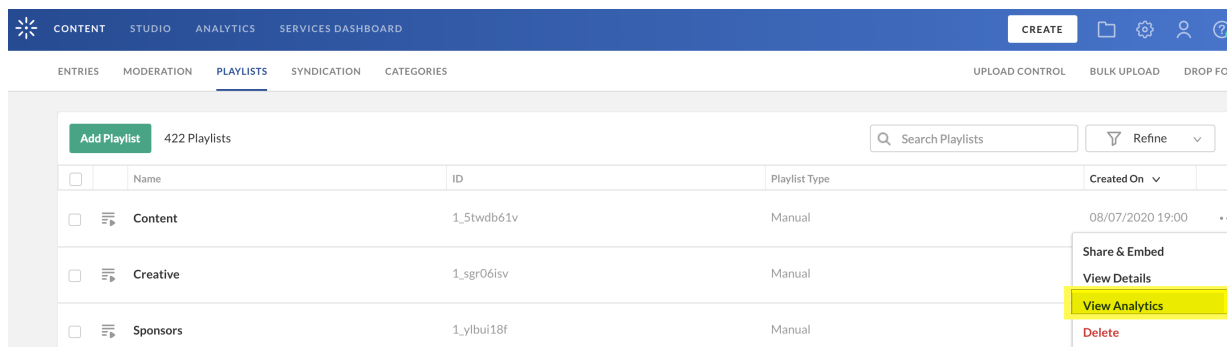 CONTENT STUDIO ANALYTICS SERVICES DASHBOARD CREATE
ENTRIES MODERATION PLAYLISTS SYNDICATION CATEGORIES UPLOAD CONTROL BULK UPLOAD DROP FO
Add Playlist 422 Playlists Search Playlists Refine
Name ID Playlist Type Created On
Content 1_5twdb61v Manual 08/07/2020 19:00
Share & Embed
Creative 1_sgr06isv Manual
View Details
View Analytics
Sponsors 1_ylbui18f Manual
Delete